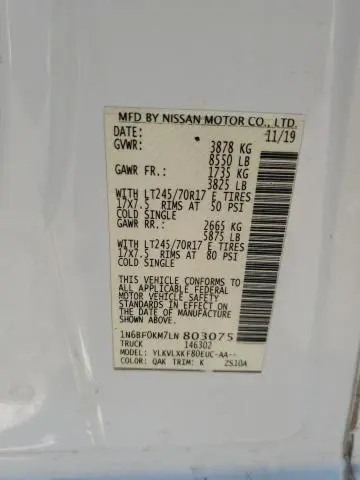 MFD BY NISSAN MOTOR CO., LTD.
DATE: 11/19
GVWR: 3878 KG
8550 LB
GAWR FR.: 1735 KG
3825 LB
WITH LT245/70R17 E TIRES
17X7.5 RIMS AT 50 PSI
COLD SINGLE
GAWR RR.: 2665 KG
5875 LB
WITH LT245/70R17 E TIRES
17X7.5 RIMS AT 80 PSI
COLD SINGLE
THIS VEHICLE CONFORMS TO
ALL APPLICABLE FEDERAL
MOTOR VEHICLE SAFETY
STANDARDS IN EFFECT ON
THE DATE OF MANUFACTURE
SHOWN ABOVE.
1N6BF0KM7LN 803075
TRUCK 146302
MODEL: YLKVLXKF80EUC-AA--
COLOR: QAK TRIM: K 2S10A